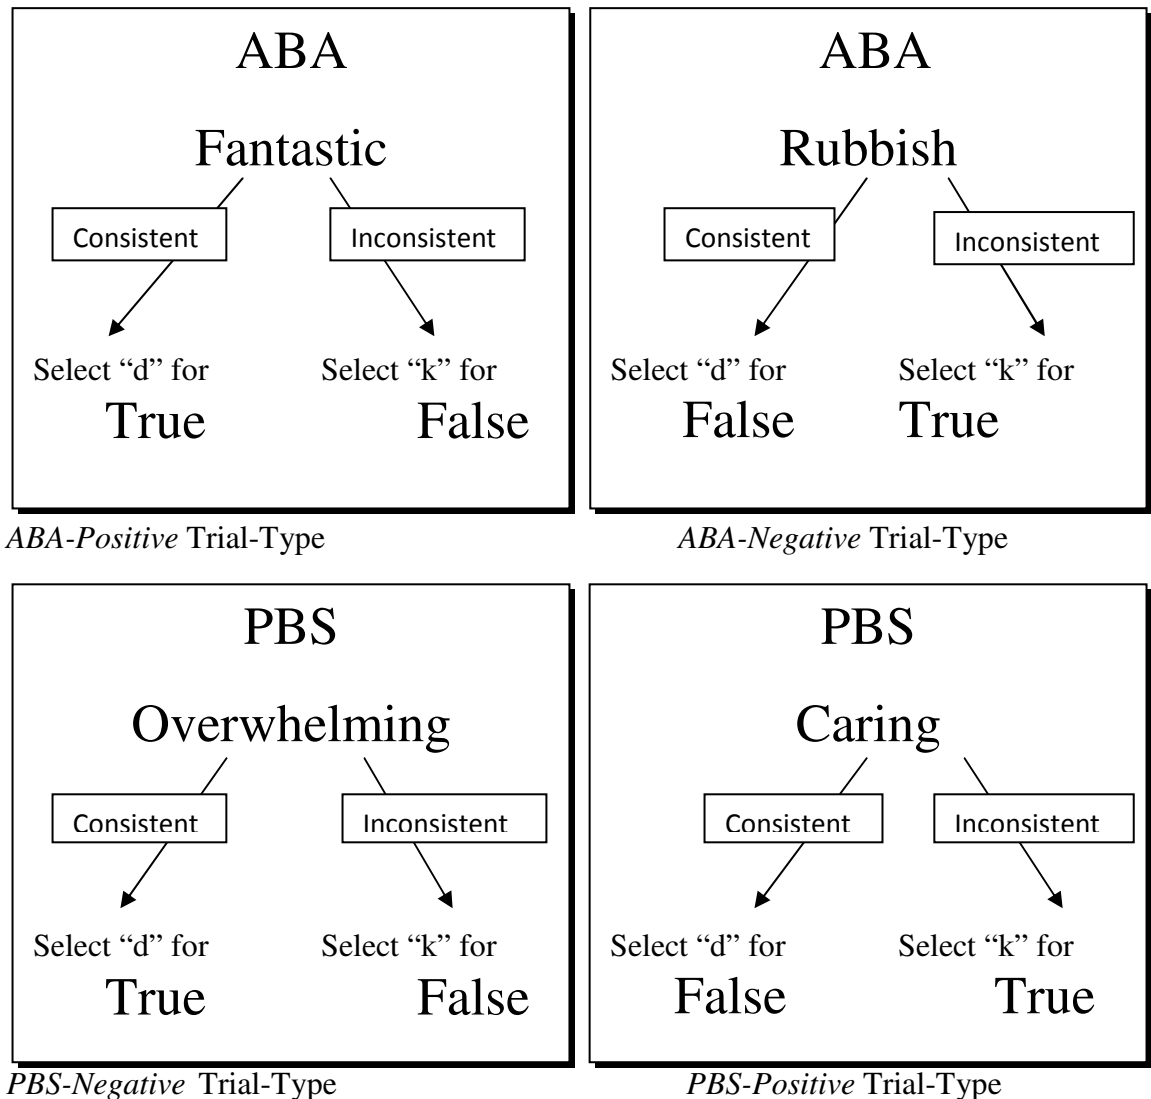 ABA
Fantastic
Consistent
Inconsistent
Select “d” for
True
Select “k” for
False
ABA-Positive Trial-Type
ABA
Rubbish
Consistent
Inconsistent
Select “d” for
False
Select “k” for
True
ABA-Negative Trial-Type
PBS
Overwhelming
Consistent
Inconsistent
Select “d” for
True
Select “k” for
False
PBS-Negative Trial-Type
PBS
Caring
Consistent
Inconsistent
Select “d” for
False
Select “k” for
True
PBS-Positive Trial-Type